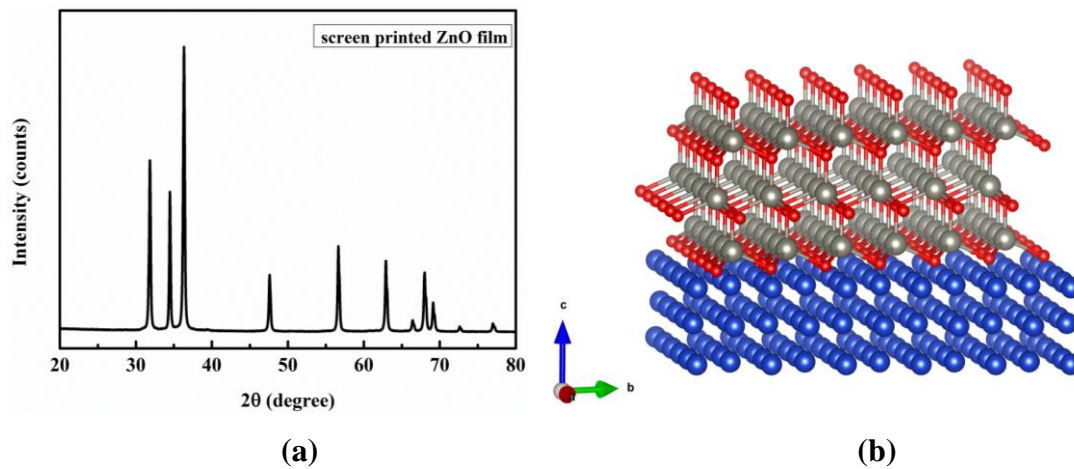 screen printed ZnO film
Intensity (counts)
20 30 40 50 60 70 80
2θ (degree)
c
b
(a) (b)